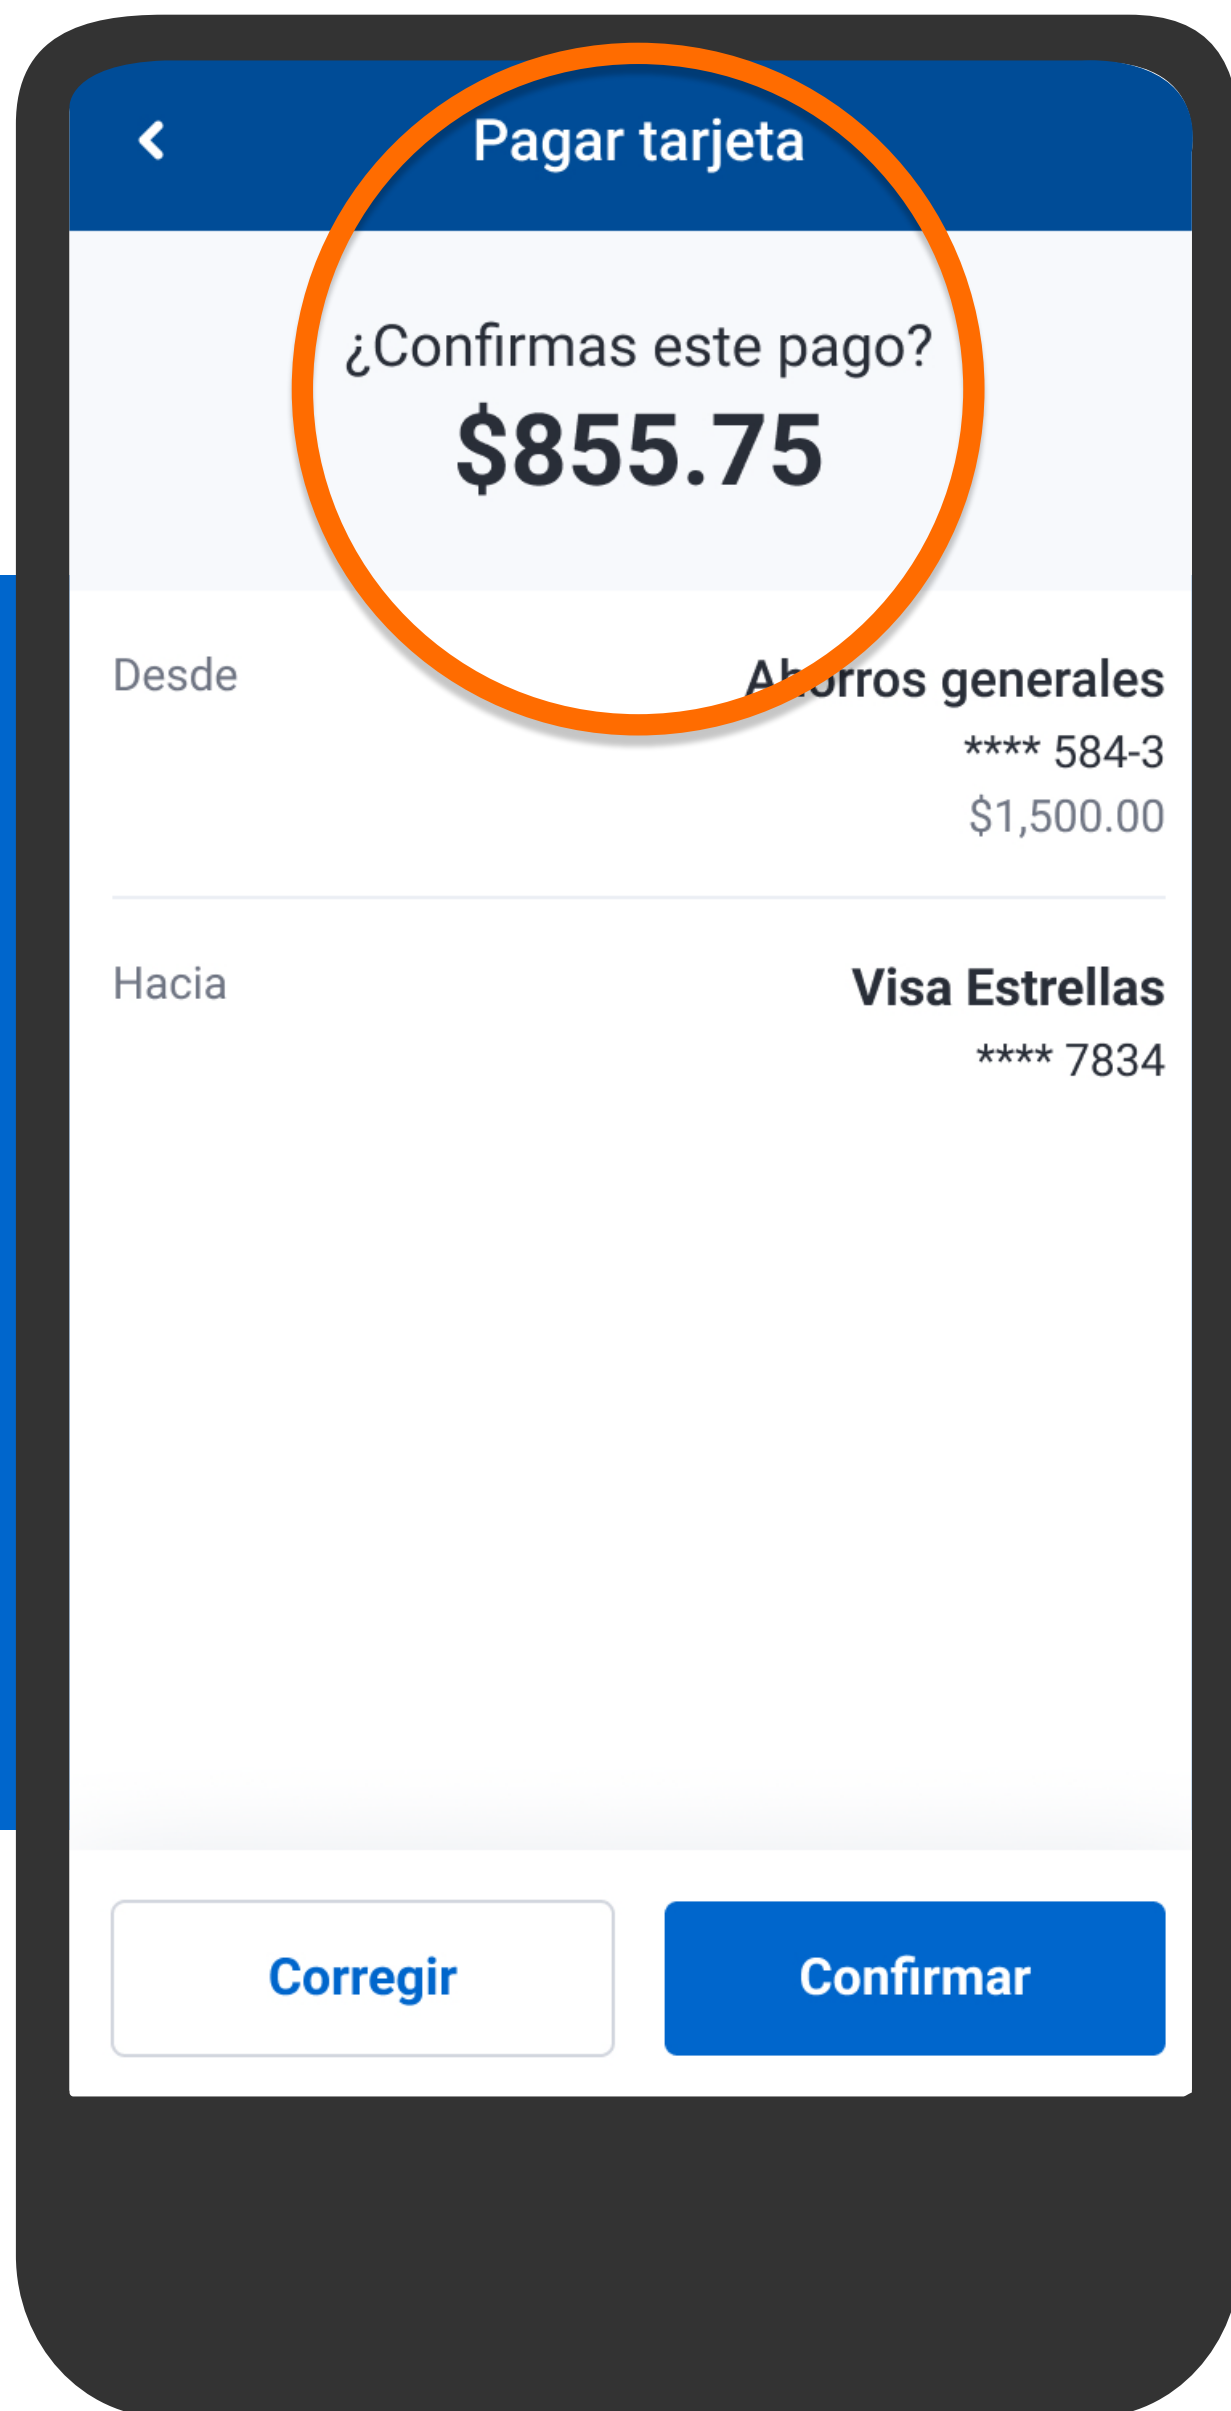 Pagar tarjeta
¿Confirmas este pago?
$855.75
Desde
Ahorros generales
**** 584-3
$1,500.00
Hacia
Visa Estrellas
**** 7834
Corregir
Confirmar